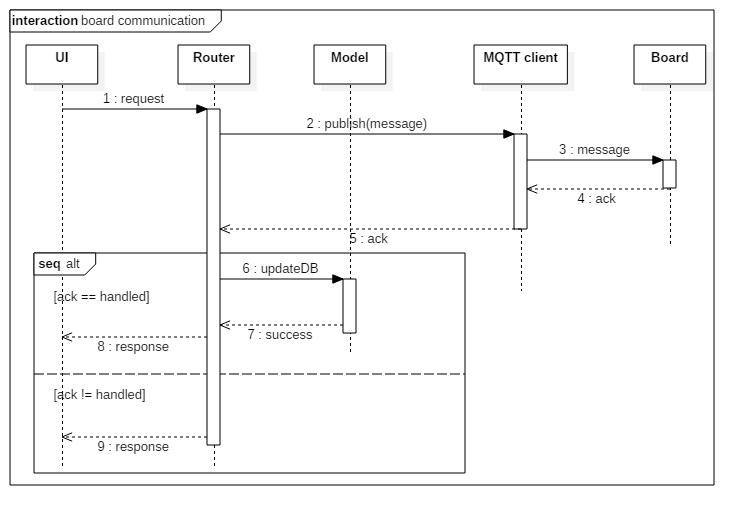 interaction board communication
UI
Router
Model
MQTT client
Board
1 : request
2 : publish(message)
3 : message
4 : ack
5 : ack
seq alt
6 : updateDB
[ack == handled]
7 : success
8 : response
[ack != handled]
9 : response